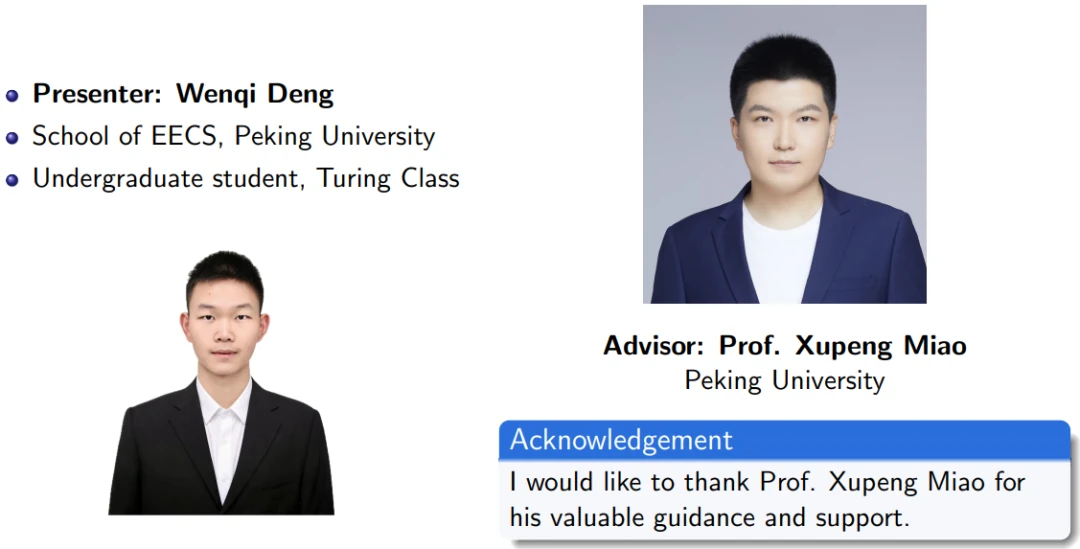 Presenter: Wenqi Deng
School of EECS, Peking University
Undergraduate student, Turing Class
Advisor: Prof. Xupeng Miao
Peking University
Acknowledgement
I would like to thank Prof. Xupeng Miao for
his valuable guidance and support.